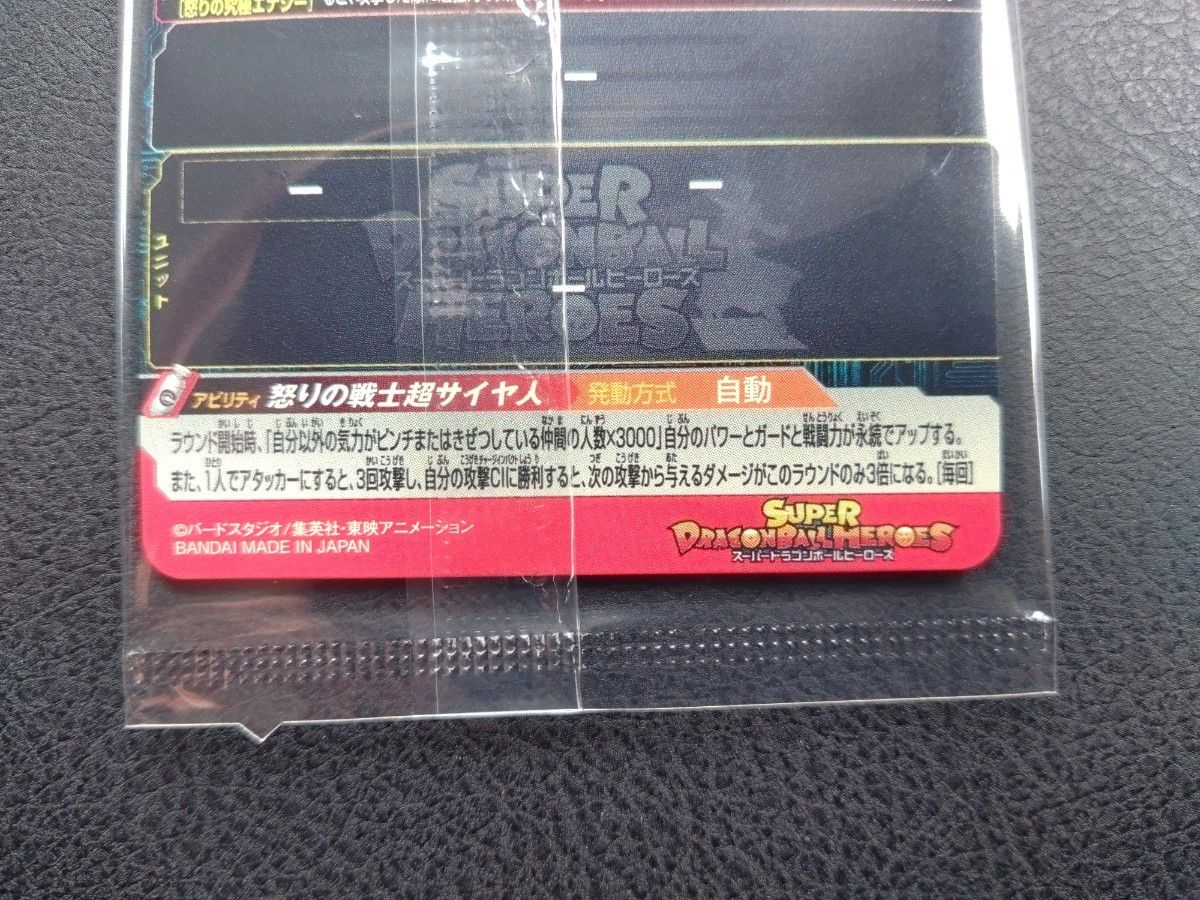 [怒りの究極エナジー]
ユニット
SUPER
DRAGONBALL
スーパードラゴンボールヒーローズ
HEROES
アビリティ 怒りの戦士超サイヤ人 発動方式 自動
ラウンド開始時、「自分以外の気力がピンチまたはきぜつしている仲間の人数×3000」自分のパワーとガードと戦闘力が永続でアップする。
また、1人でアタッカーにすると、3回攻撃し、自分の攻撃CIに勝利すると、次の攻撃から与えるダメージがこのラウンドのみ3倍になる。[毎回]
©バードスタジオ/集英社・東映アニメーション
BANDAI MADE IN JAPAN
SUPER
DRAGONBALL HEROES
スーパードラゴンボールヒーローズ